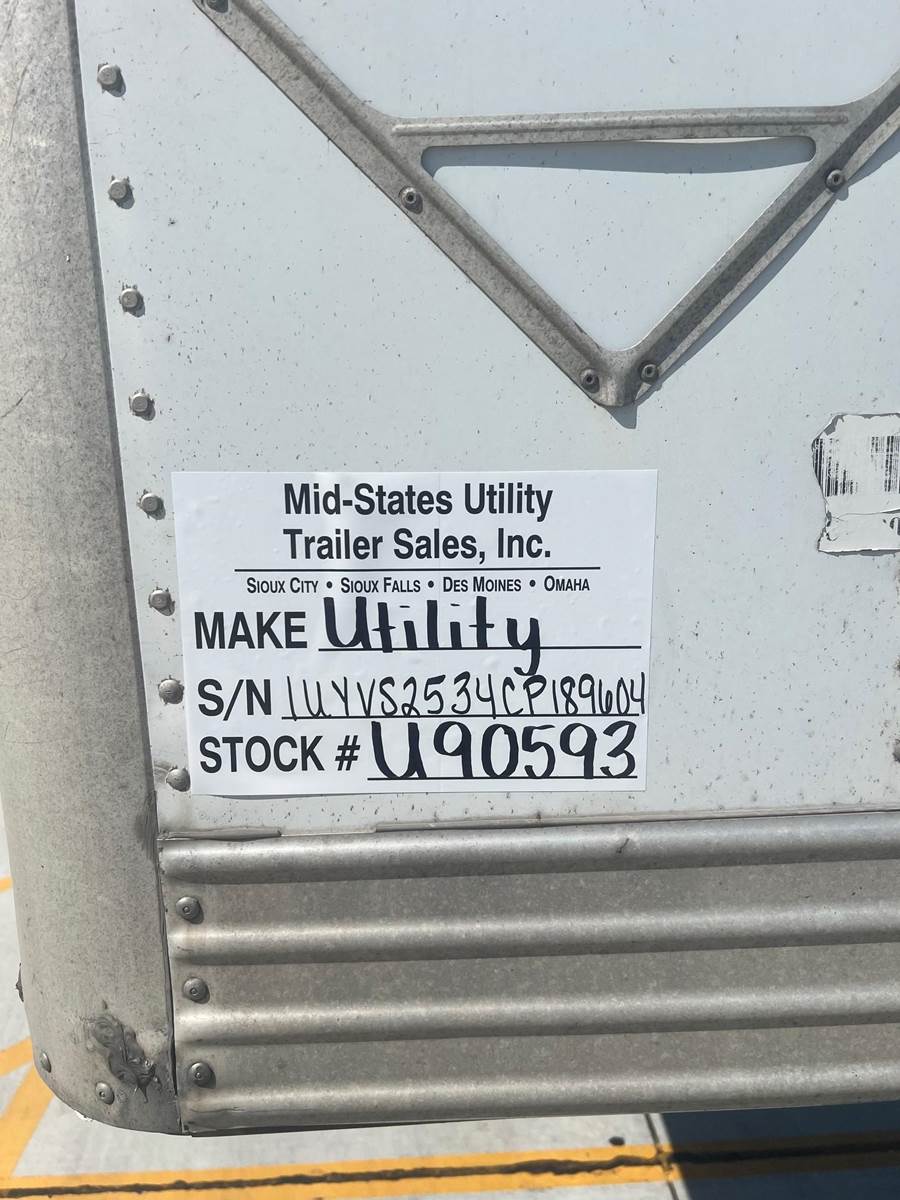 Mid-States Utility
Trailer Sales, Inc.
SIOUX CITY • SIOUX FALLS • DES MOINES • OMAHA
MAKE Utility
S/N 1UYVS2534CP189604
STOCK # U90593